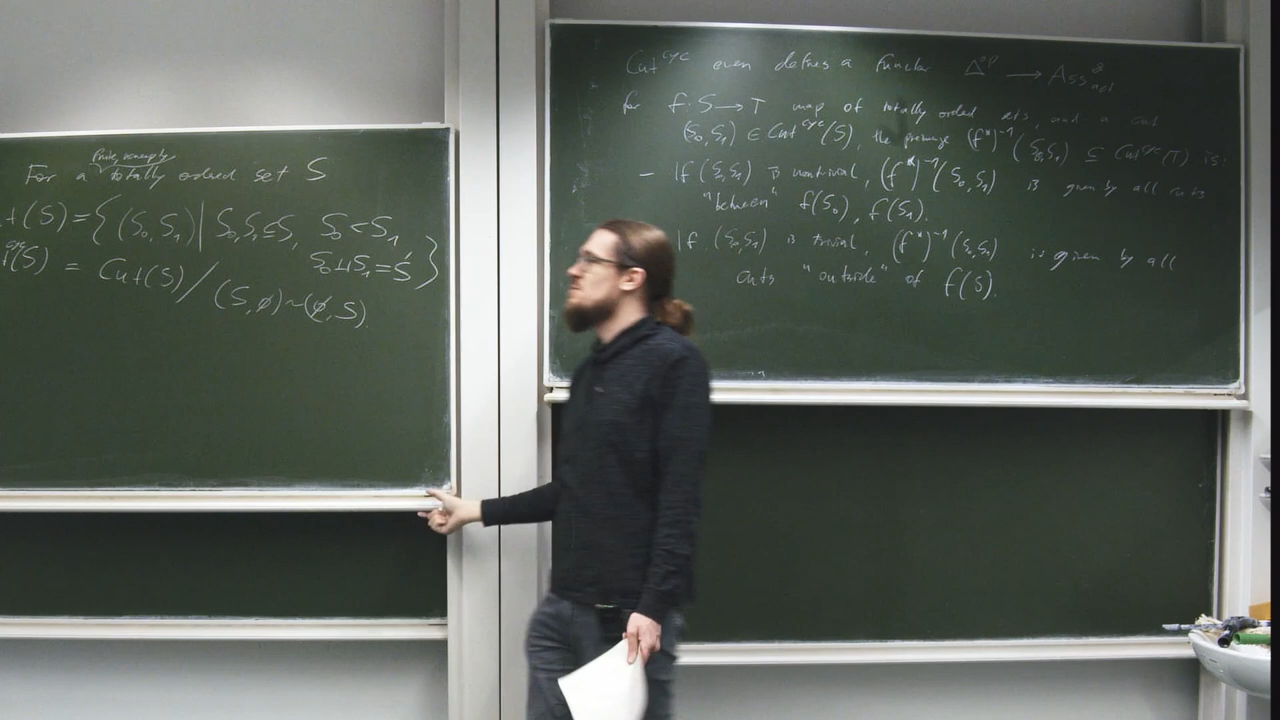 For a finite, nonempty totally ordered set S
t(S) = { (S₀, S₁) | S₀, S₁ ⊆ S, S₀ < S₁
S₀ ⊔ S₁ = S }
cyc(S) = Cut(S) / (S, ∅) ~ (∅, S)
Cut^cyc even defines a functor Δ^op → Ass^⊗_act
for f: S → T map of totally ordered sets, and a cut
(S₀, S₁) ∈ Cut^cyc(S), the preimage (f*)⁻¹(S₀, S₁) ⊆ Cut^cyc(T) is:
- If (S₀, S₁) is nontrivial, (f*)⁻¹(S₀, S₁) is given by all cuts
"between" f(S₀), f(S₁).
If (S₀, S₁) is trivial, (f*)⁻¹(S₀, S₁) is given by all
cuts "outside" of f(S).